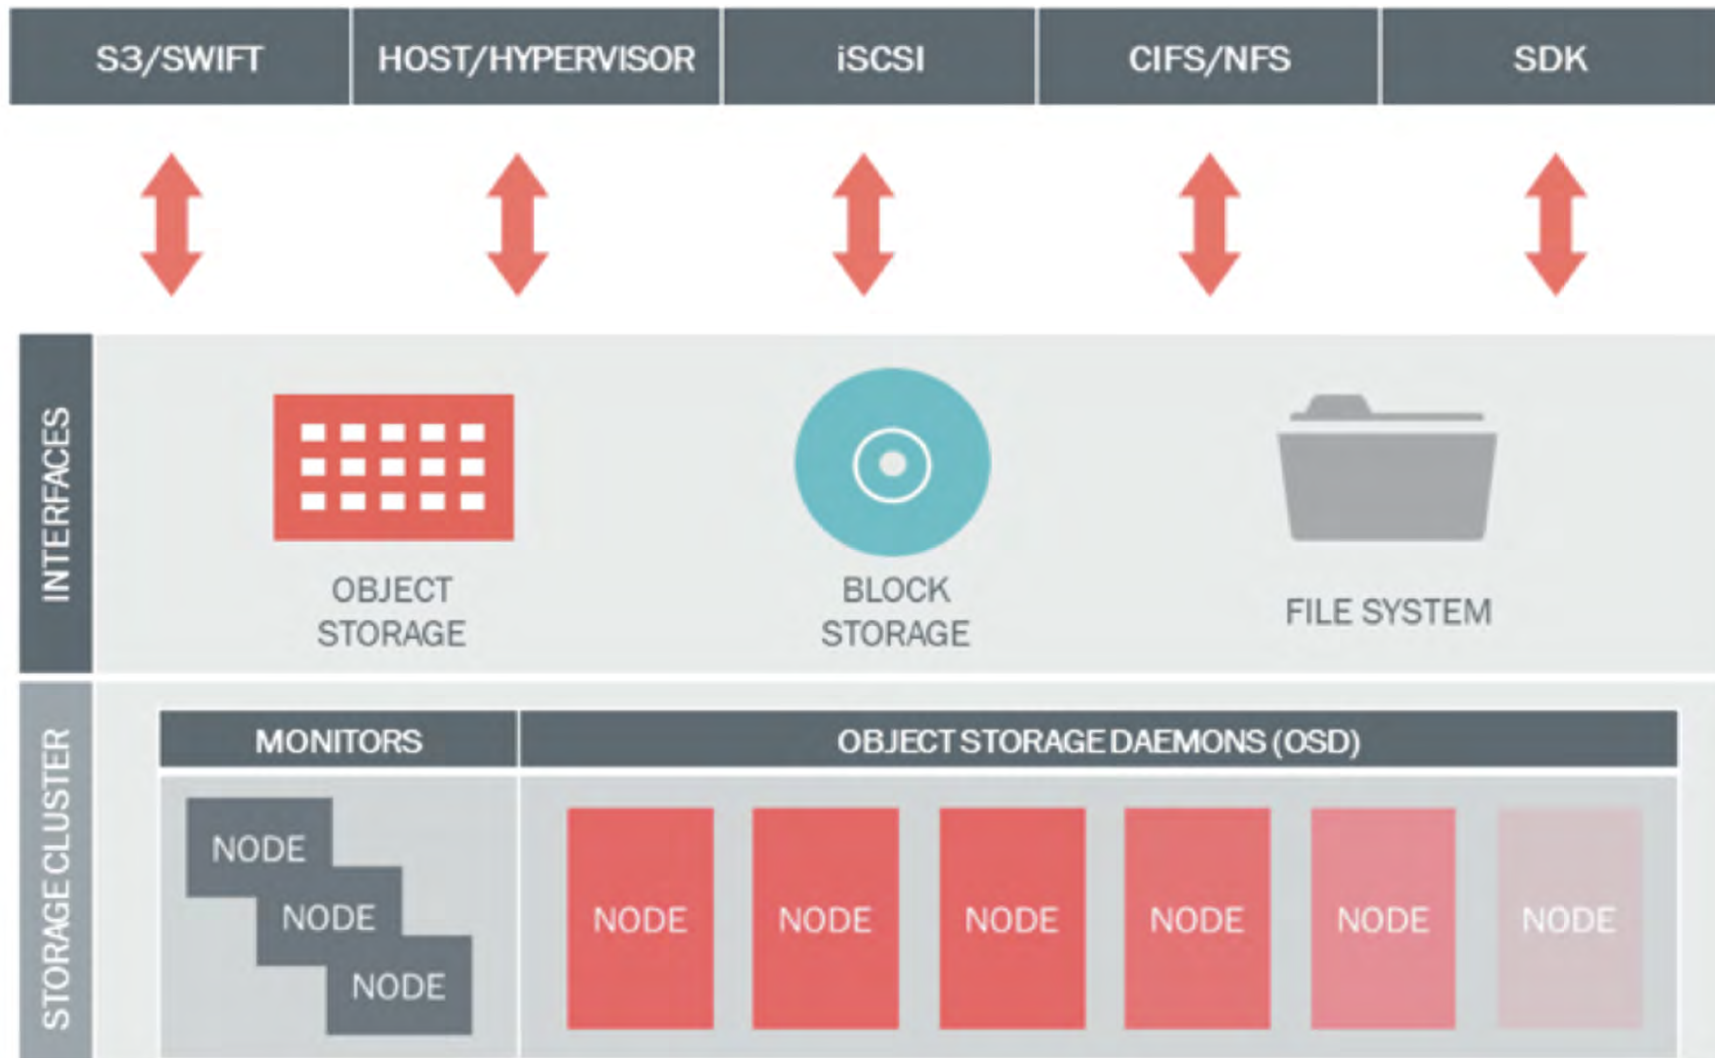 S3/SWIFT
HOST/HYPERVISOR
iSCSI
CIFS/NFS
SDK
INTERFACES
OBJECT
STORAGE
BLOCK
STORAGE
FILE SYSTEM
STORAGE CLUSTER
MONITORS
OBJECT STORAGE DAEMONS (OSD)
NODE
NODE
NODE
NODE
NODE
NODE
NODE
NODE
NODE